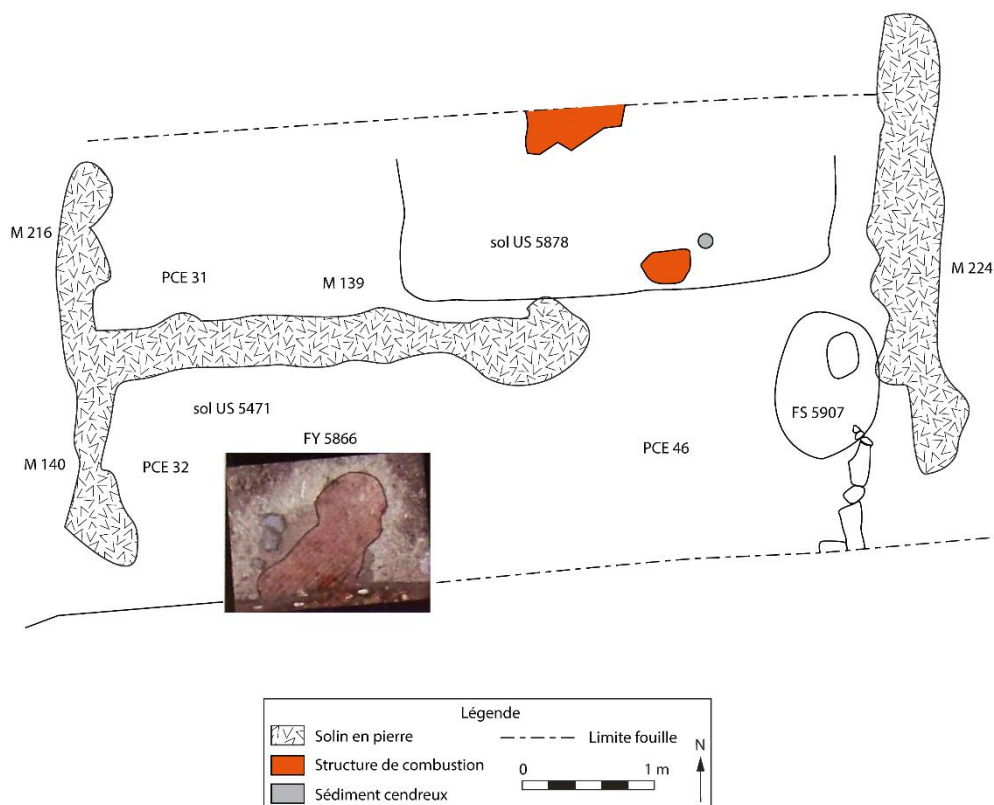 M 216
PCE 31
M 139
sol US 5878
M 224
sol US 5471
FY 5866
FS 5907
M 140
PCE 32
PCE 46
Légende
Solin en pierre
Limite fouille
Structure de combustion
0 1 m
N
Sédiment cendreux